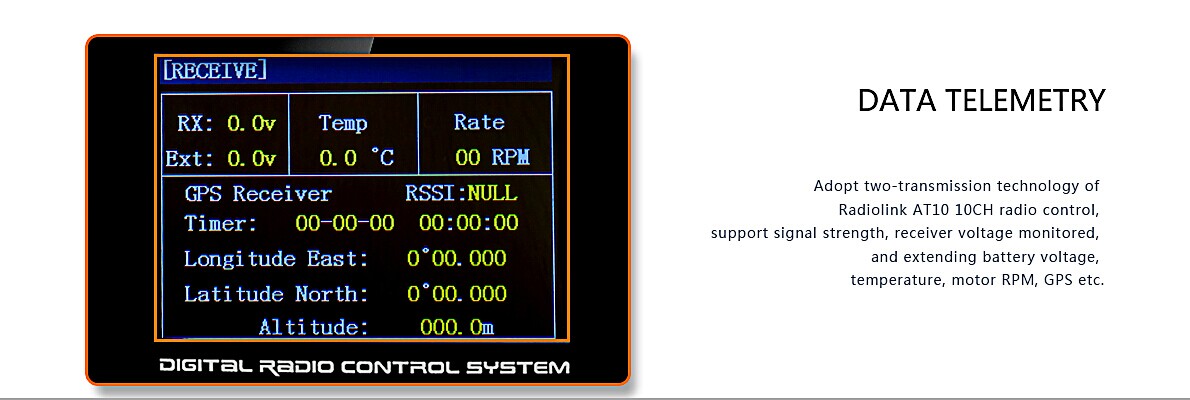 [RECEIVE]
RX: 0.0v Temp Rate
Ext: 0.0v 0.0 °C 00 RPM
GPS Receiver RSSI:NULL
Timer: 00-00-00 00:00:00
Longitude East: 0°00.000
Latitude North: 0°00.000
Altitude: 000.0m
DIGITAL RADIO CONTROL SYSTEM
DATA TELEMETRY
Adopt two-transmission technology of
Radiolink AT10 10CH radio control,
support signal strength, receiver voltage monitored,
and extending battery voltage,
temperature, motor RPM, GPS etc.